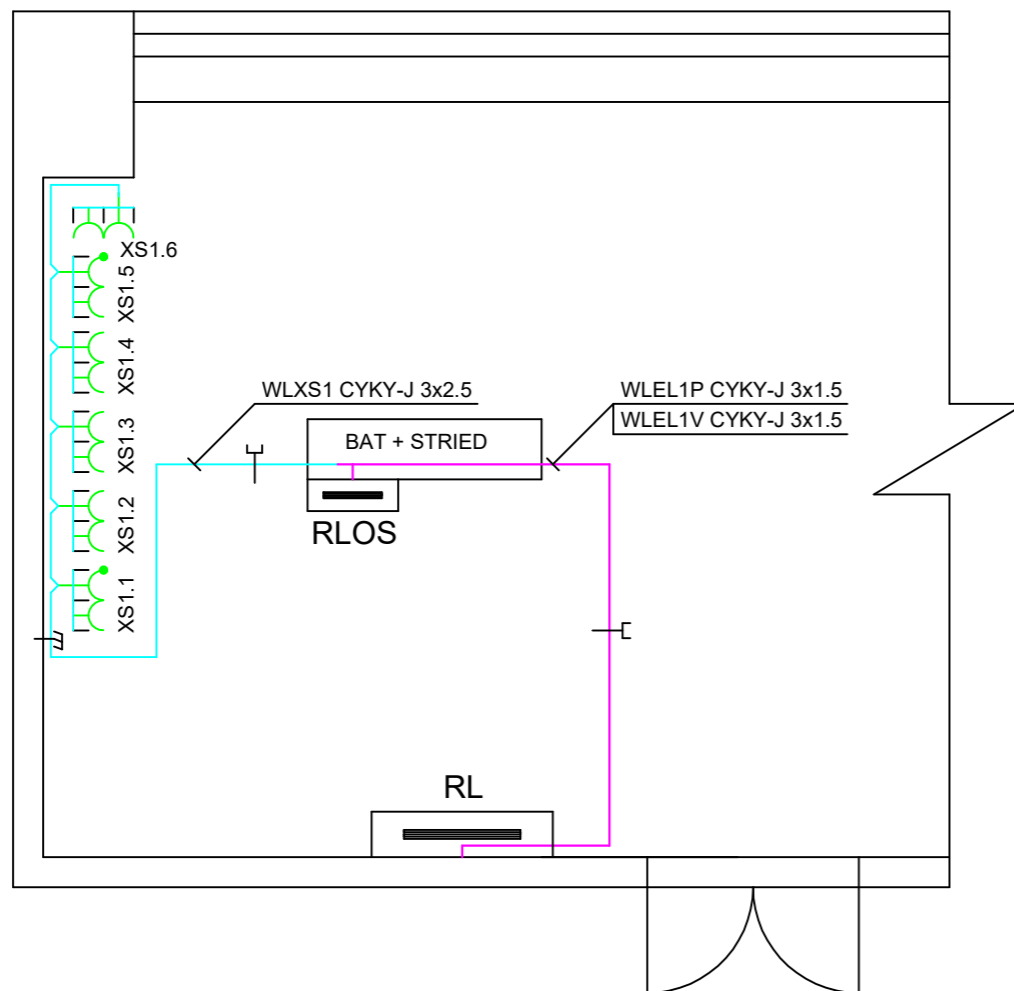 XS1.6
XS1.5
XS1.4
XS1.3
XS1.2
XS1.1
WLXS1 CYKY-J 3x2.5
WLEL1P CYKY-J 3x1.5
WLEL1V CYKY-J 3x1.5
BAT + STRIED
RLOS
RL